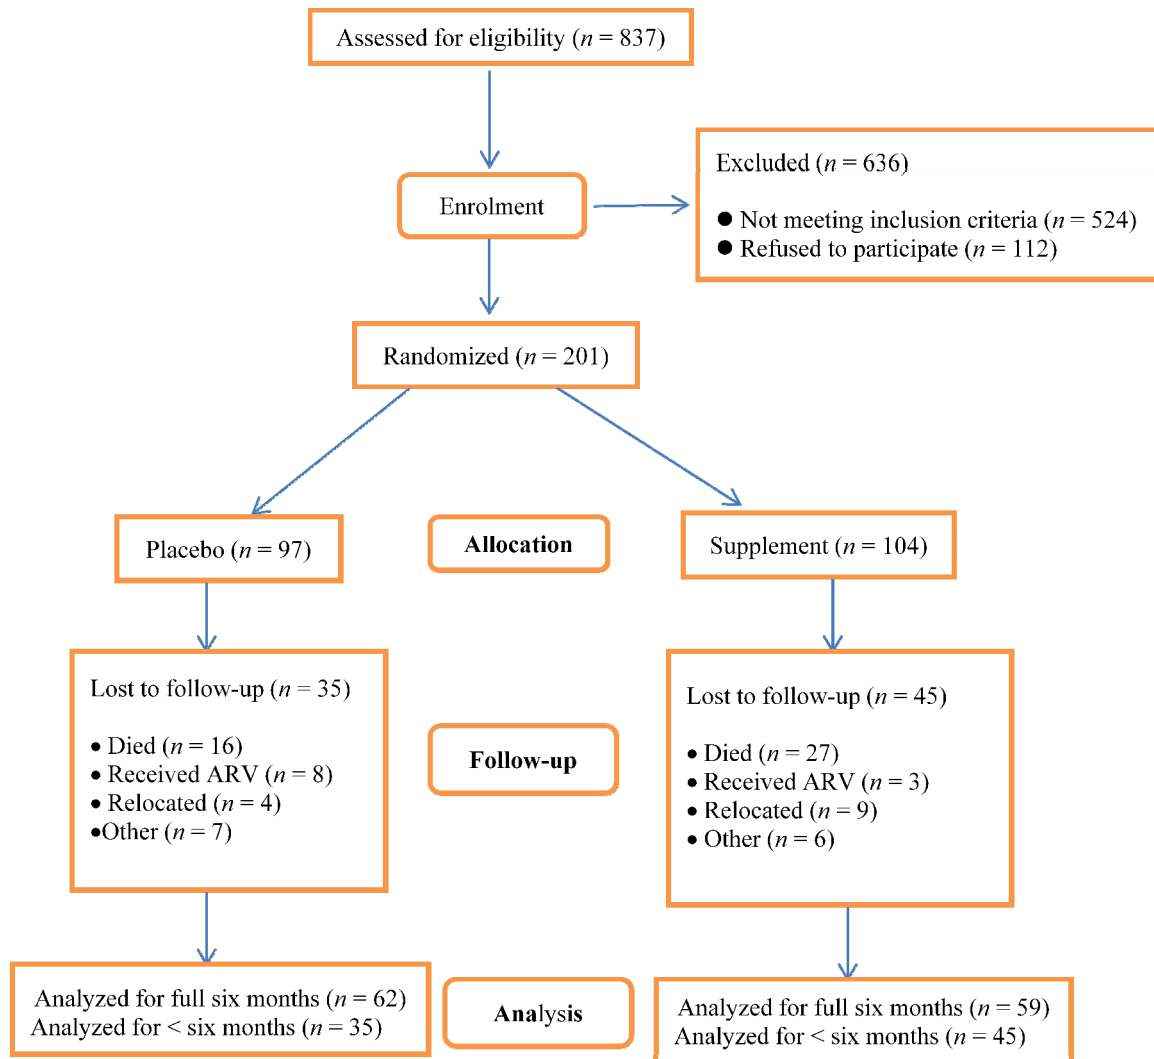 Assessed for eligibility (n = 837)
Excluded (n = 636)
● Not meeting inclusion criteria (n = 524)
● Refused to participate (n = 112)
Enrolment
Randomized (n = 201)
Placebo (n = 97)
Allocation
Supplement (n = 104)
Lost to follow-up (n = 35)
• Died (n = 16)
• Received ARV (n = 8)
• Relocated (n = 4)
•Other (n = 7)
Follow-up
Lost to follow-up (n = 45)
• Died (n = 27)
• Received ARV (n = 3)
• Relocated (n = 9)
• Other (n = 6)
Analyzed for full six months (n = 62)
Analyzed for < six months (n = 35)
Analysis
Analyzed for full six months (n = 59)
Analyzed for < six months (n = 45)